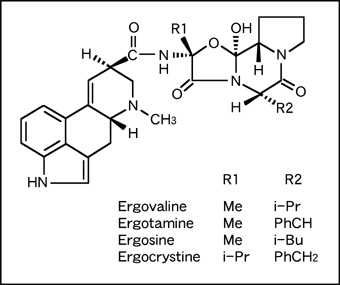 R1
OH
O
O
N
H
NH
O
N
H
N
O
H
R2
N
CH3
H
HN
R1 R2
Ergovaline Me i-Pr
Ergotamine Me PhCH
Ergosine Me i-Bu
Ergocrystine i-Pr PhCH2